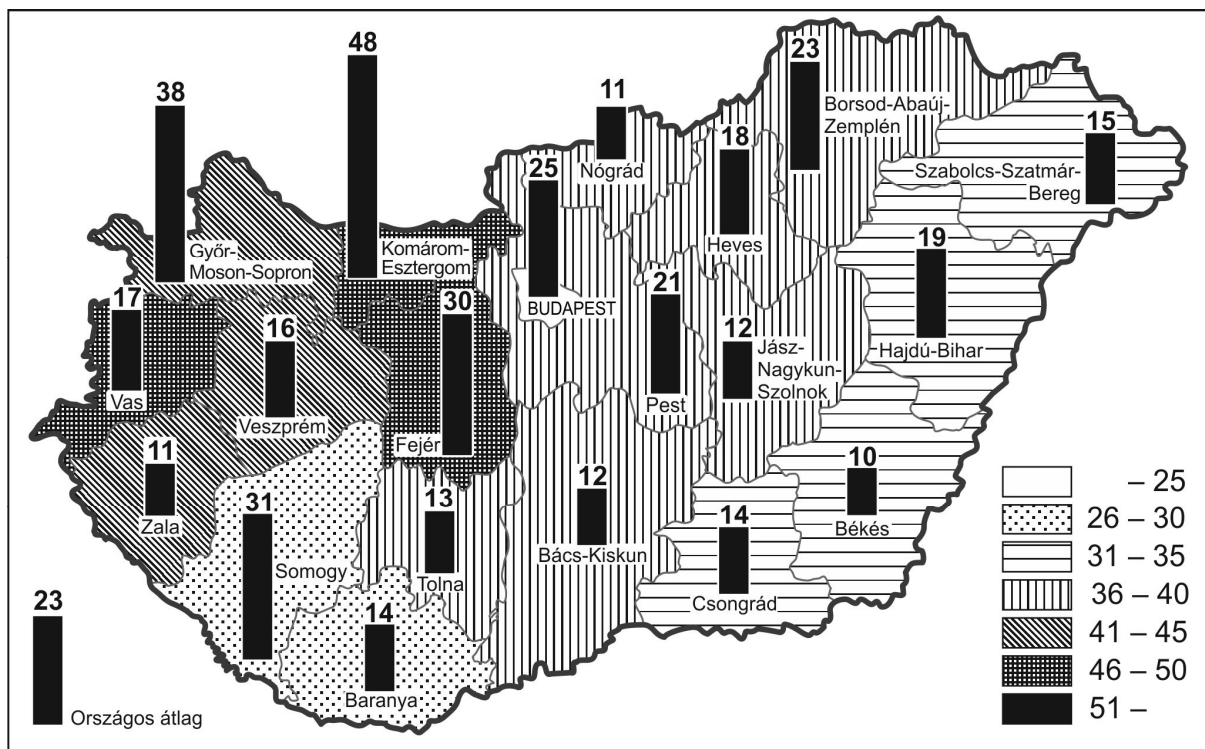 38
Győr-
Moson-Sopron
48
Komárom-
Esztergom
11
Nógrád
23
Borsod-Abaúj-
Zemplén
18
Heves
15
Szabolcs-Szatmár-
Bereg
25
BUDAPEST
19
Hajdú-Bihar
17
Vas
16
Veszprém
30
Fejér
21
Pest
12
Jász-
Nagykun-
Szolnok
11
Zala
31
Somogy
13
Tolna
12
Bács-Kiskun
14
Csongrád
10
Békés
14
Baranya
23
Országos átlag
– 25
26 – 30
31 – 35
36 – 40
41 – 45
46 – 50
51 –